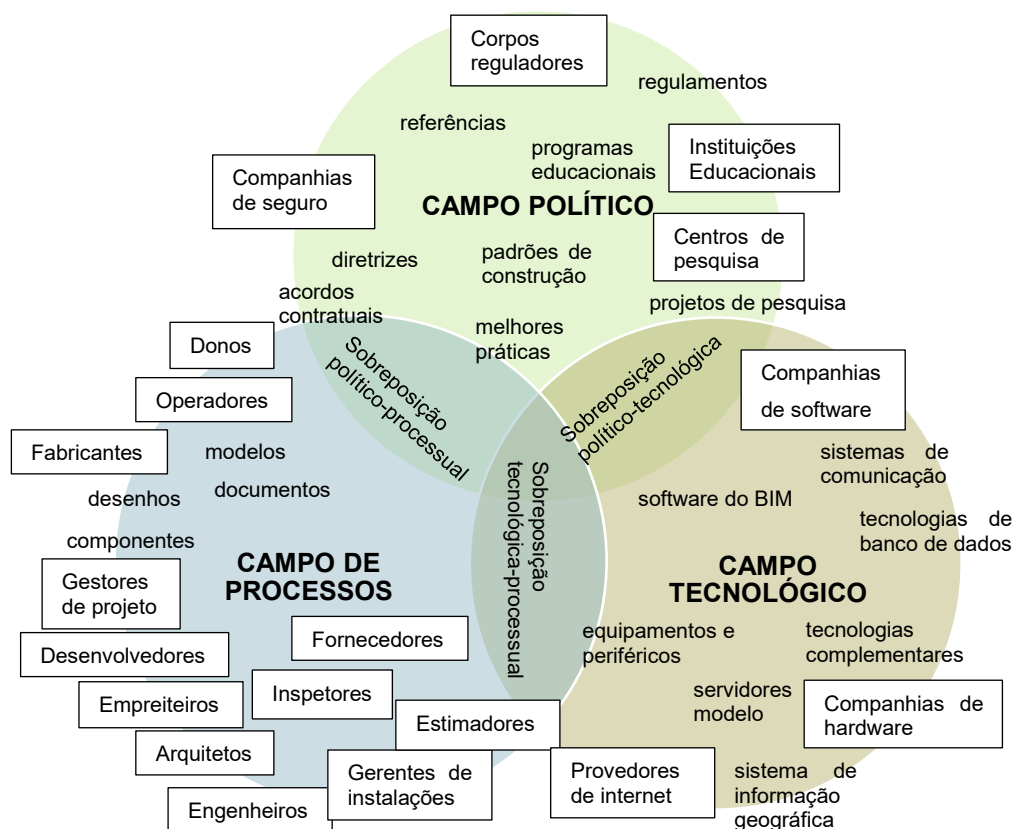 Corpos
reguladores
regulamentos
referências
programas
educacionais
Instituições
Educacionais
Companhias
de seguro
CAMPO POLÍTICO
Centros de
pesquisa
diretrizes
padrões de
construção
acordos
contratuais
projetos de pesquisa
melhores
práticas
Donos
Sobreposição
político-processual
Sobreposição
político-tecnológica
Companhias
de software
Operadores
Fabricantes
modelos
sistemas de
comunicação
desenhos
documentos
Sobreposição
tecnológica-processual
software do BIM
tecnologias de
banco de dados
componentes
CAMPO DE
PROCESSOS
CAMPO
TECNOLÓGICO
Gestores
de projeto
Fornecedores
equipamentos e
periféricos
tecnologias
complementares
Desenvolvedores
Inspetores
Empreiteiros
Estimadores
servidores
modelo
Companhias de
hardware
Arquitetos
Gerentes de
instalações
Provedores
de internet
sistema de
informação
geográfica
Engenheiros